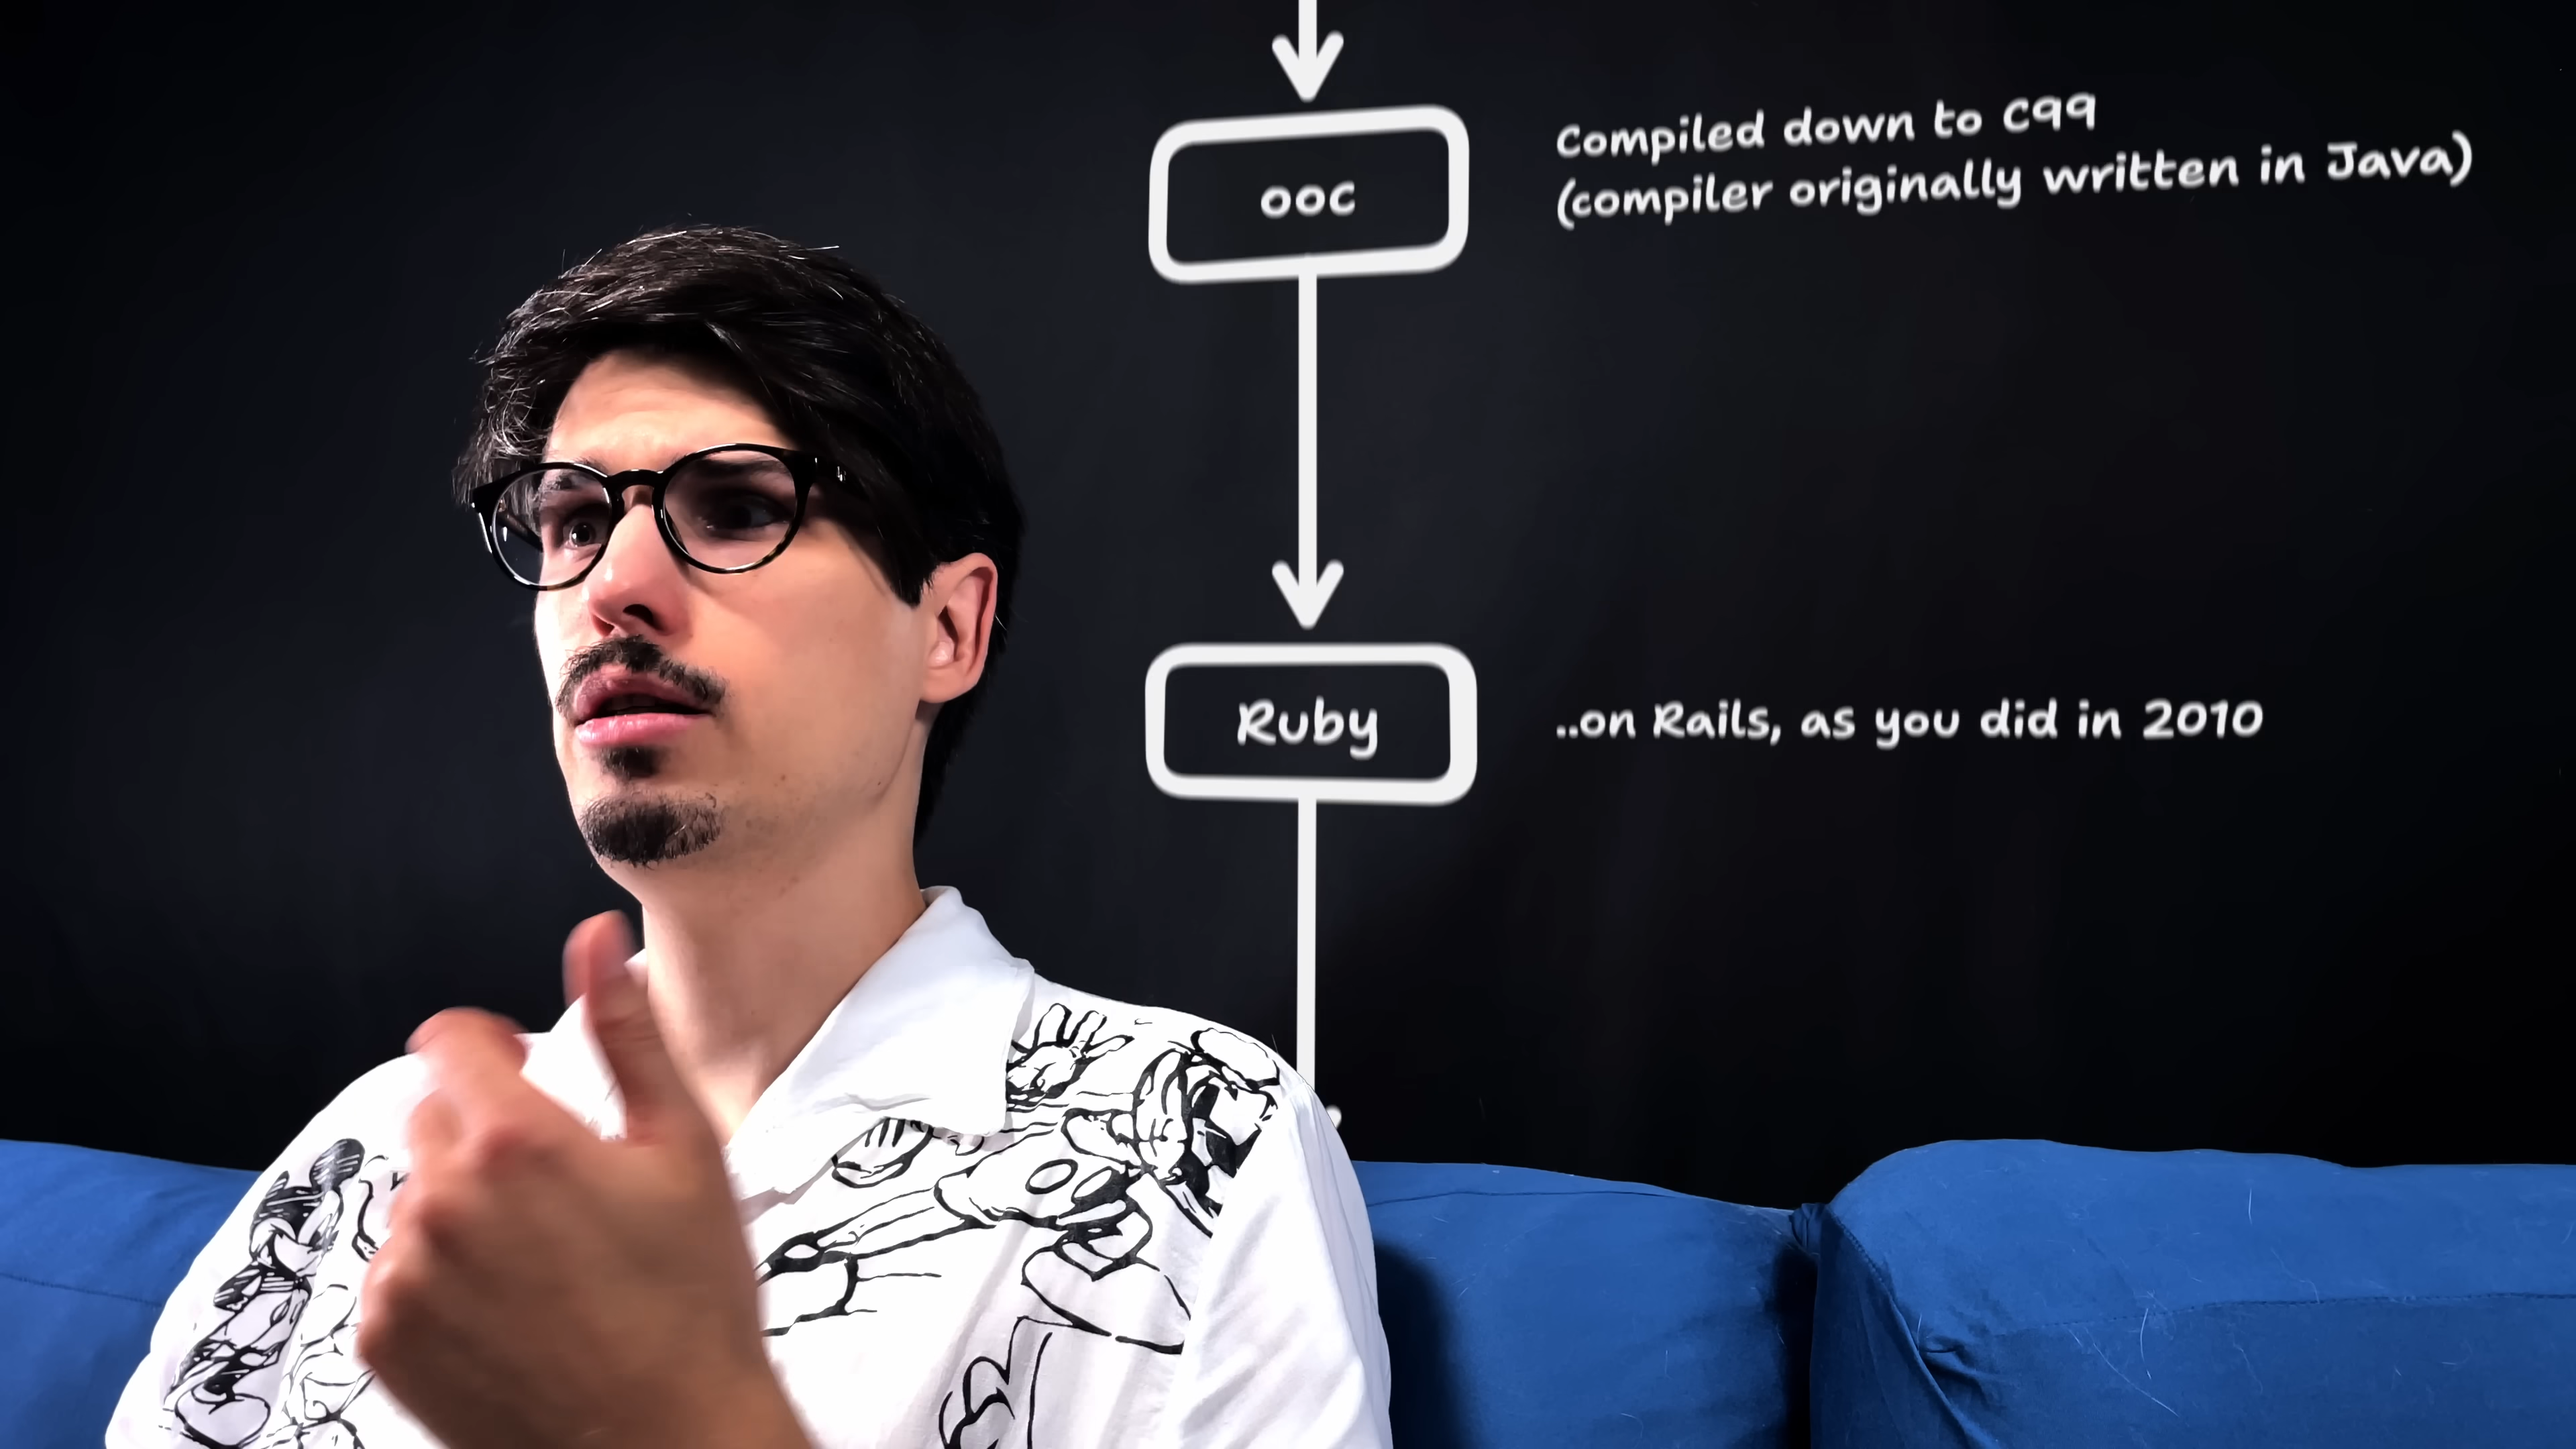 ooc
Compiled down to C99
(compiler originally written in Java)
Ruby
..on Rails, as you did in 2010